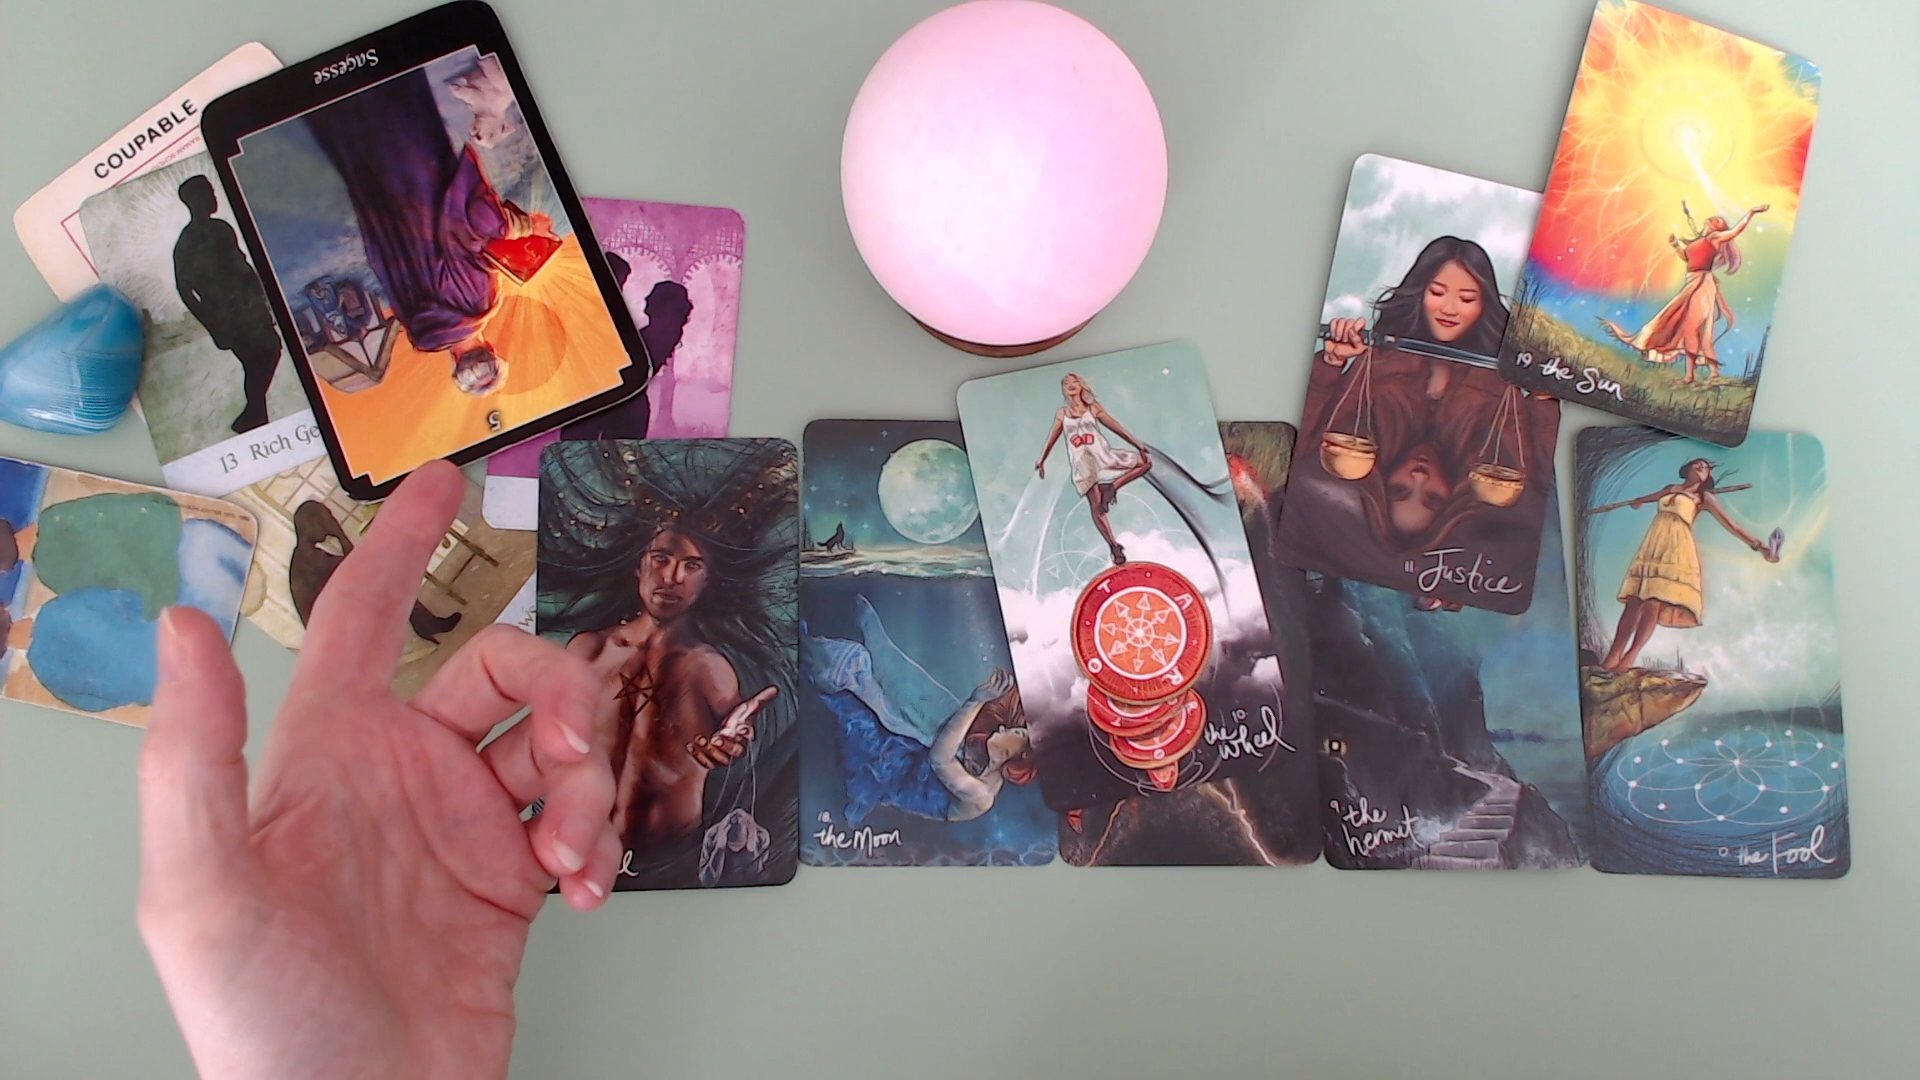 Sagesse
5
COUPABLE
13 Rich Ge
19 the Sun
11 Justice
10
the wheel
TAROT
18
the Moon
9 the
hermit
0 the Fool